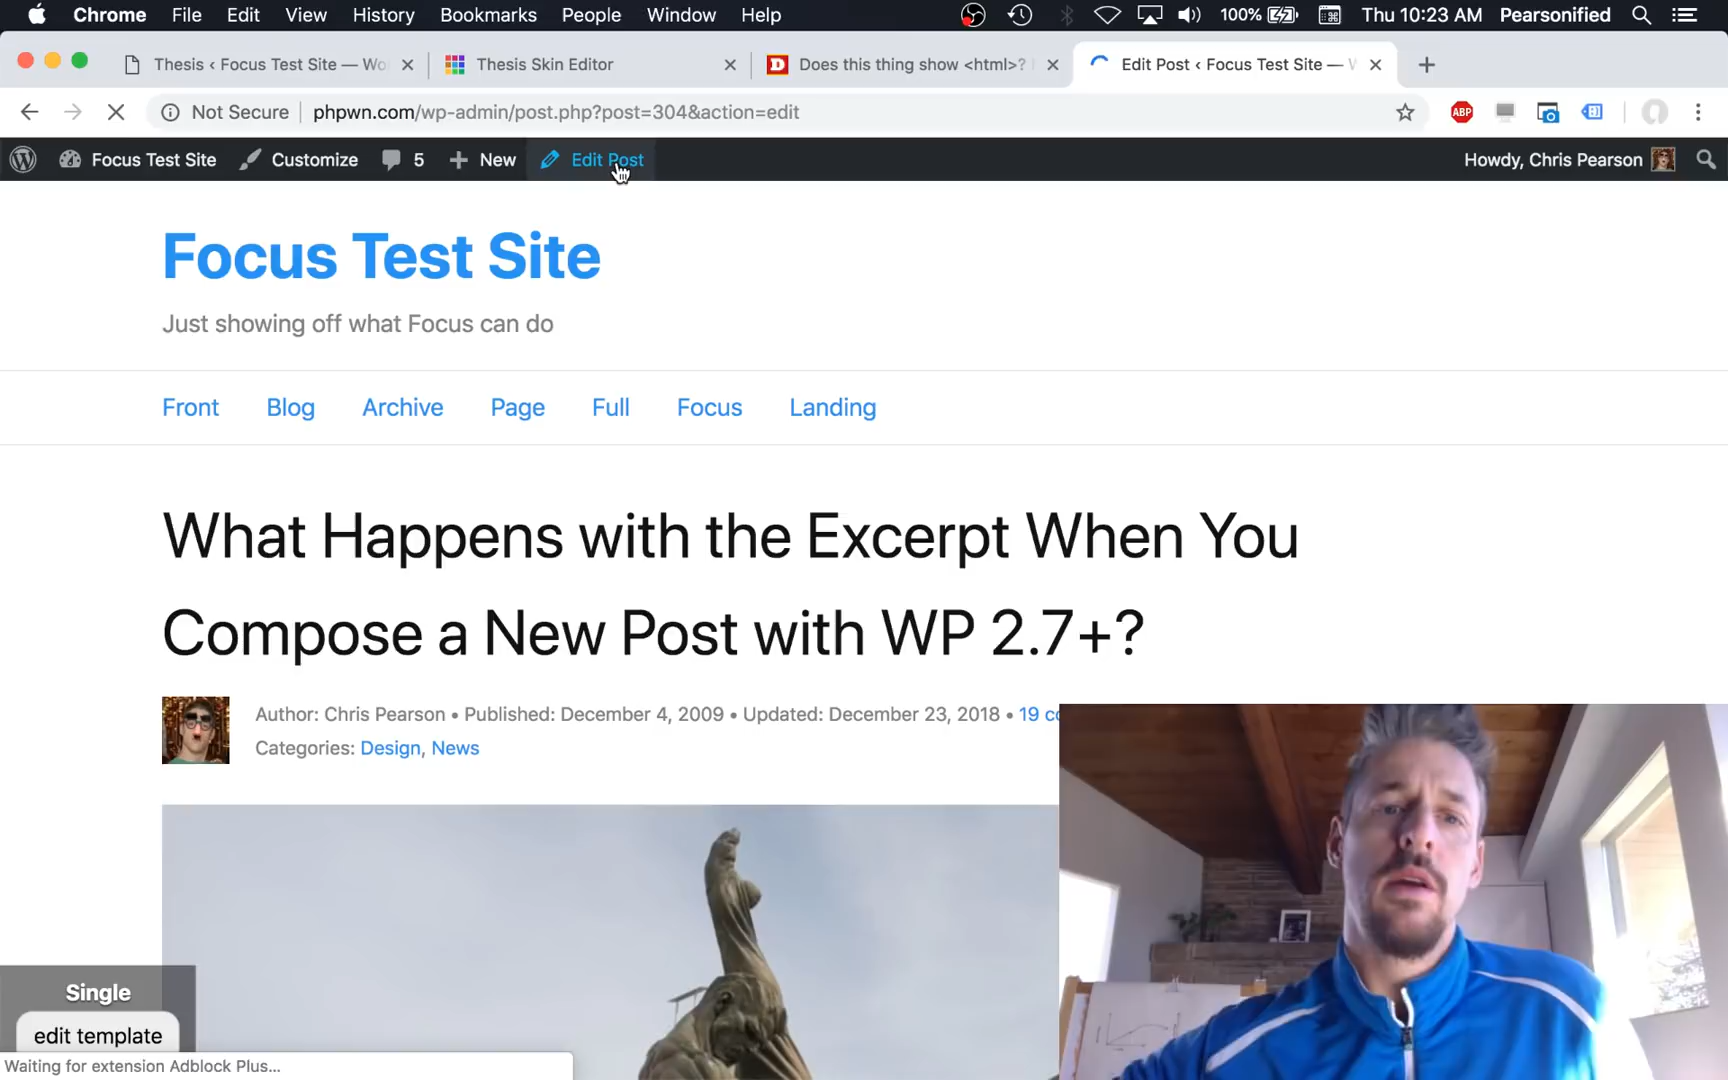 Chrome File Edit View History Bookmarks People Window Help 100% Thu 10:23 AM Pearsonified
Thesis ‹ Focus Test Site — Wo Thesis Skin Editor Does this thing show <html>? Edit Post ‹ Focus Test Site — W
Not Secure phpwn.com/wp-admin/post.php?post=304&action=edit ABP
Focus Test Site Customize 5 New Edit Post Howdy, Chris Pearson
Focus Test Site
Just showing off what Focus can do
Front Blog Archive Page Full Focus Landing
What Happens with the Excerpt When You
Compose a New Post with WP 2.7+?
Author: Chris Pearson • Published: December 4, 2009 • Updated: December 23, 2018 • 19 co
Categories: Design, News
Single
edit template
Waiting for extension Adblock Plus...